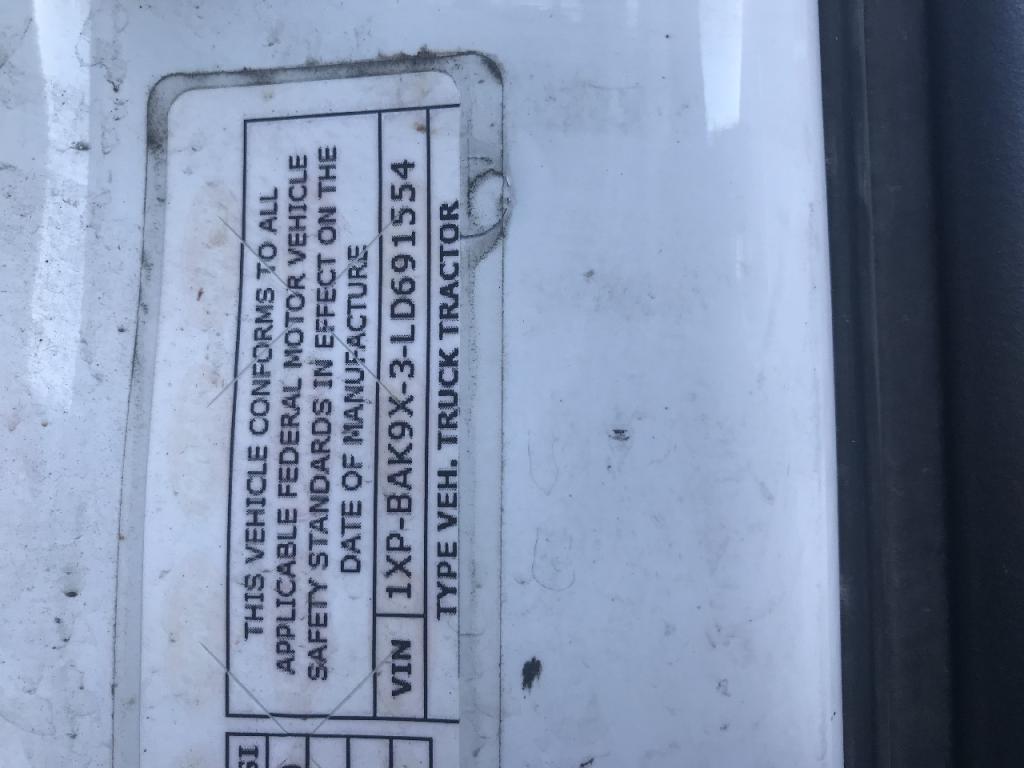 THIS VEHICLE CONFORMS TO ALL
APPLICABLE FEDERAL MOTOR VEHICLE
SAFETY STANDARDS IN EFFECT ON THE
DATE OF MANUFACTURE
VIN 1XP-BAK9X-3-LD691554
TYPE VEH. TRUCK TRACTOR